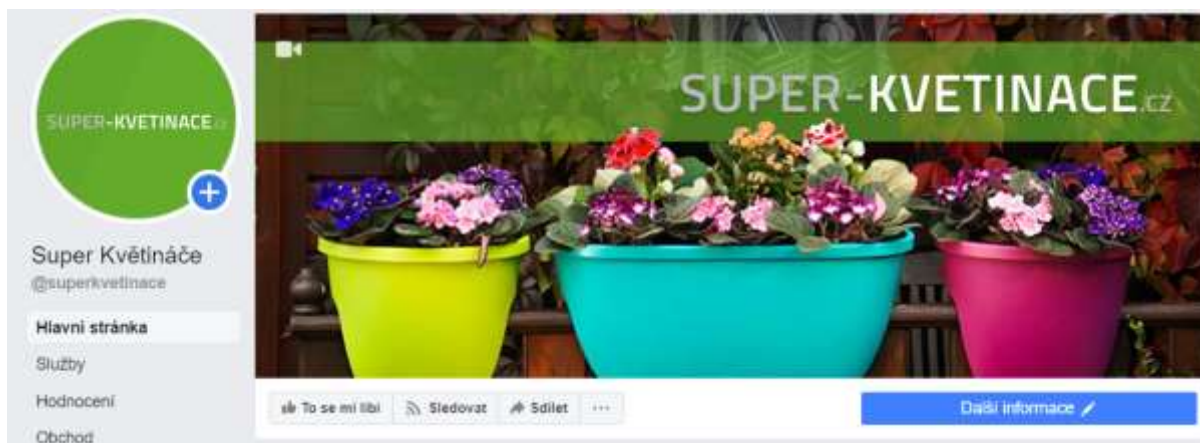 SUPER-KVETINACE.cz
SUPER-KVETINACE.cz
Super Květináče
@superkvetinace
Hlavní stránka
Služby
Hodnocení
Obchod
To se mi líbí
Sledovat
Sdílet
Další informace